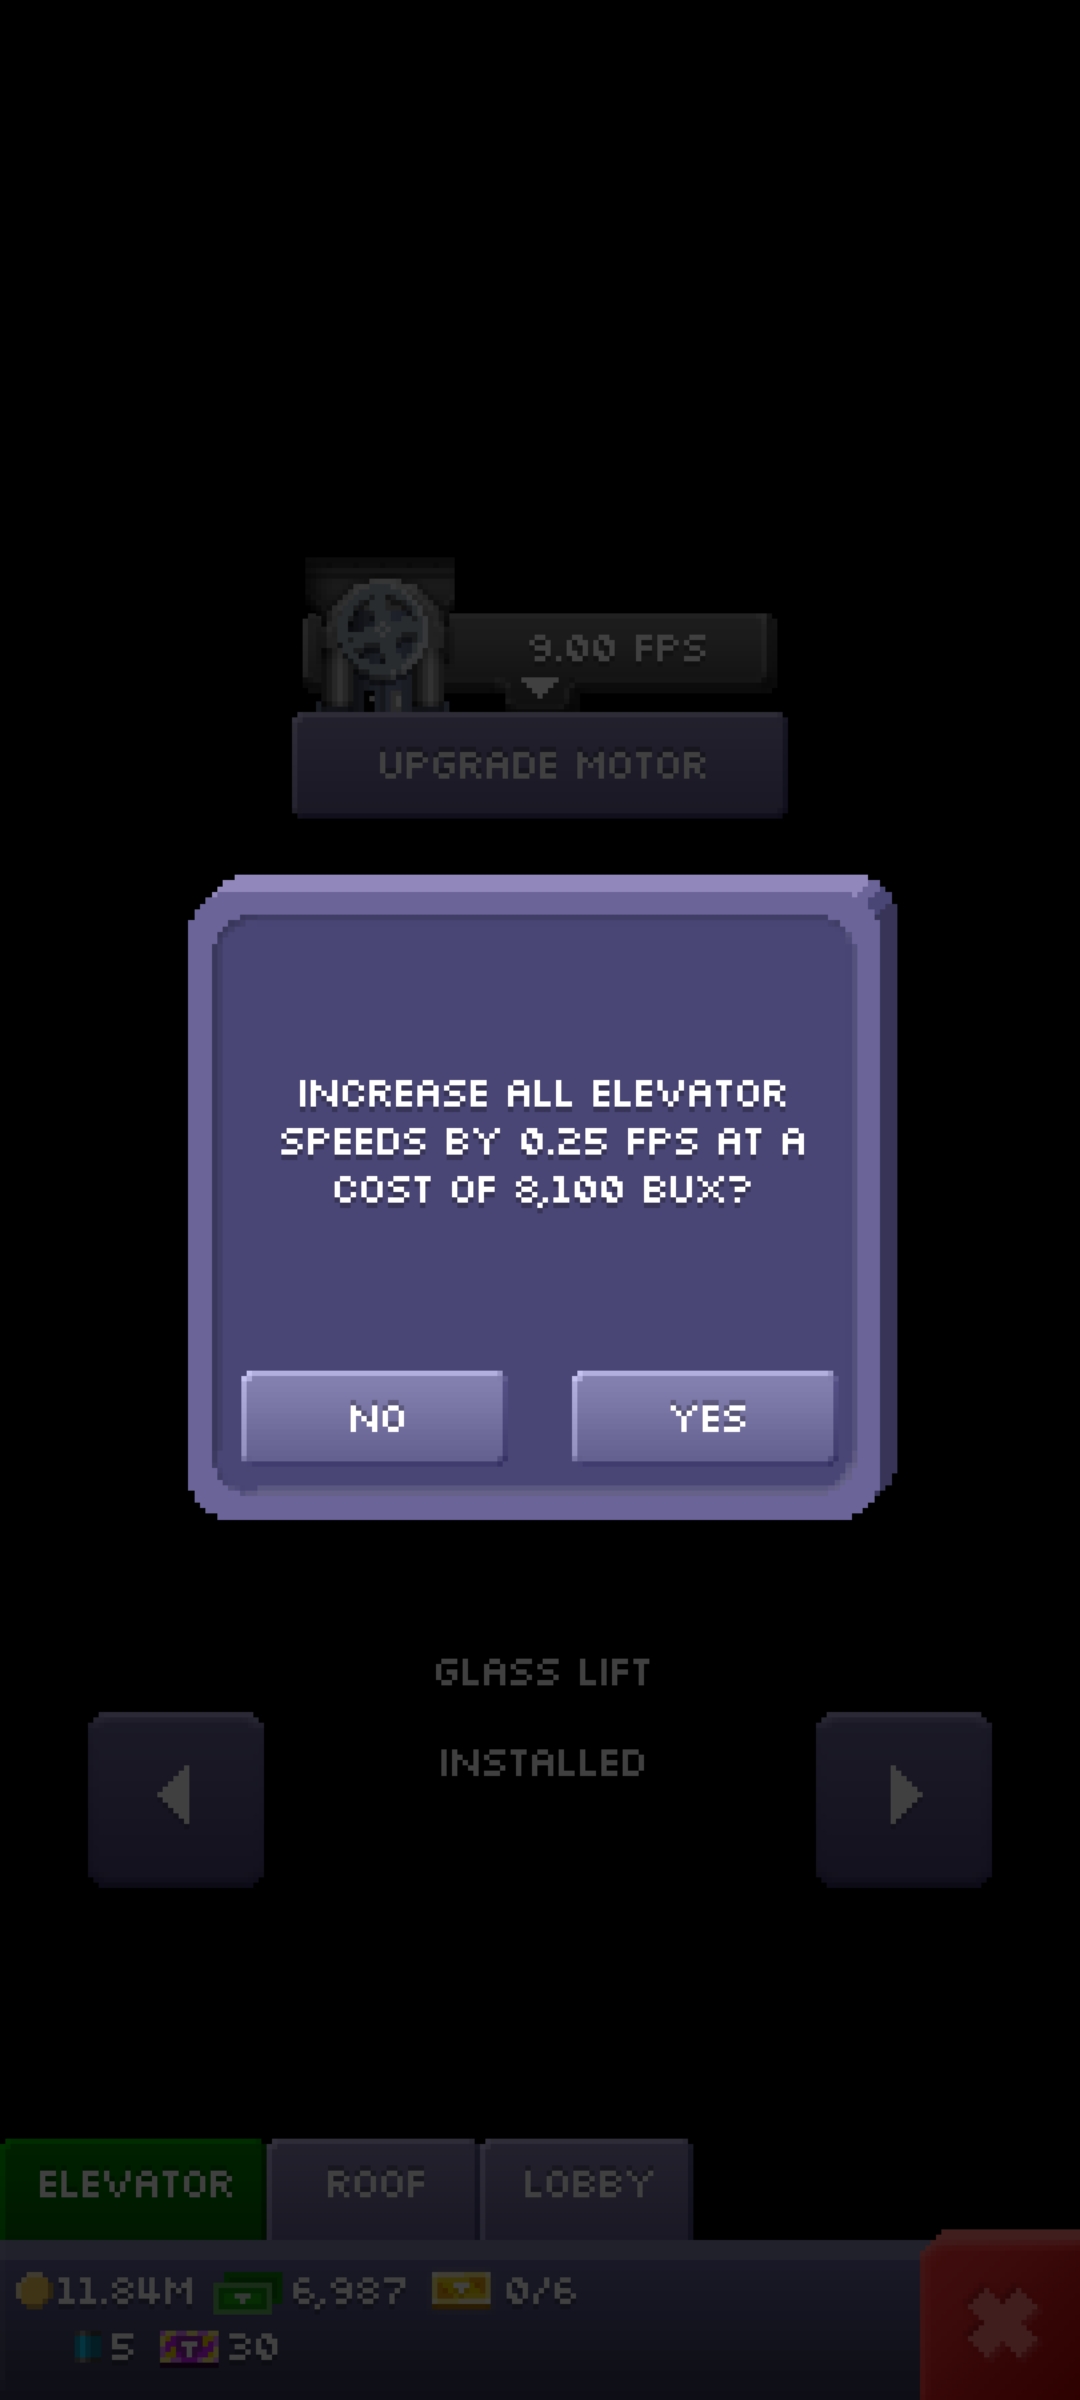 9.00 FPS
UPGRADE MOTOR
INCREASE ALL ELEVATOR
SPEEDS BY 0.25 FPS AT A
COST OF 8,100 BUX?
NO YES
GLASS LIFT
INSTALLED
ELEVATOR ROOF LOBBY
11.84M 6,987 0/6
5 T 30